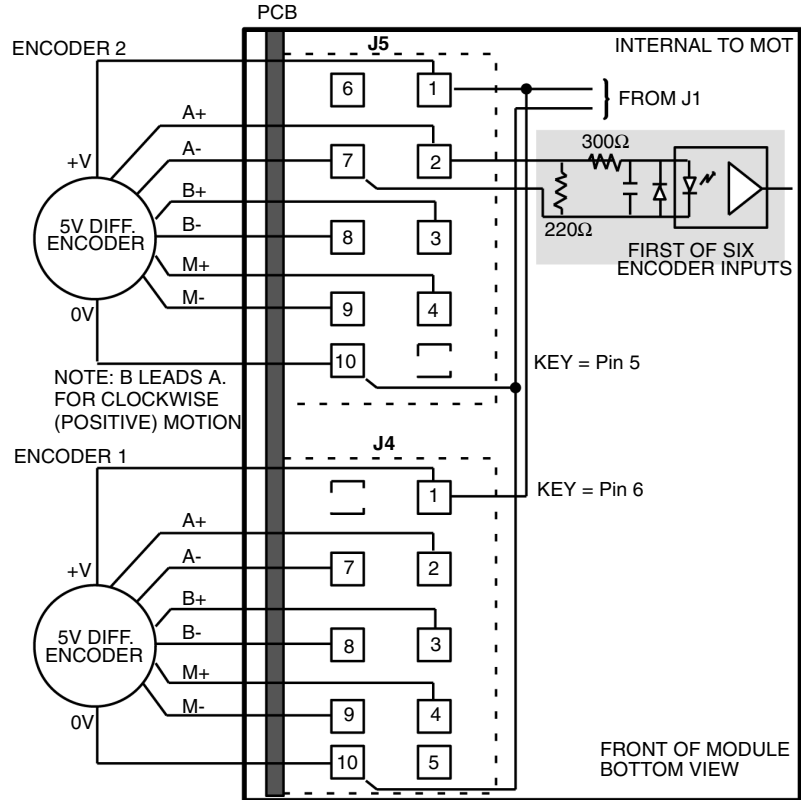 PCB
ENCODER 2
J5
INTERNAL TO MOT
6
1
FROM J1
A+
300Ω
+V
A-
7
2
B+
5V DIFF.
ENCODER
B-
8
3
220Ω
FIRST OF SIX
ENCODER INPUTS
M+
M-
9
4
0V
10
KEY = Pin 5
NOTE: B LEADS A.
FOR CLOCKWISE
(POSITIVE) MOTION
J4
ENCODER 1
1
KEY = Pin 6
A+
+V
A-
7
2
B+
5V DIFF.
ENCODER
B-
8
3
M+
M-
9
4
0V
10
5
FRONT OF MODULE
BOTTOM VIEW